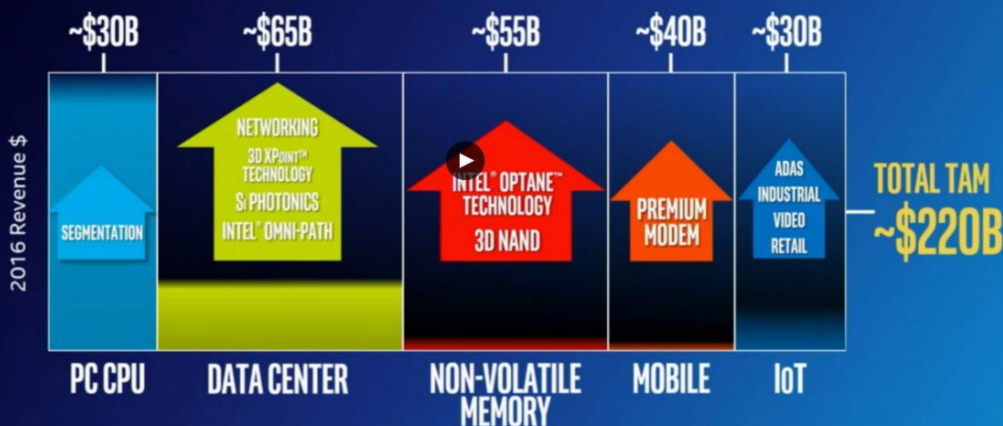 ~$30B
~$65B
~$55B
~$40B
~$30B
2016 Revenue $
SEGMENTATION
NETWORKING
3D XPOINT™
TECHNOLOGY
Si PHOTONICS
INTEL® OMNI-PATH
INTEL® OPTANE™
TECHNOLOGY
3D NAND
PREMIUM
MODEM
ADAS
INDUSTRIAL
VIDEO
RETAIL
TOTAL TAM
~$220B
PC CPU
DATA CENTER
NON-VOLATILE
MEMORY
MOBILE
IoT